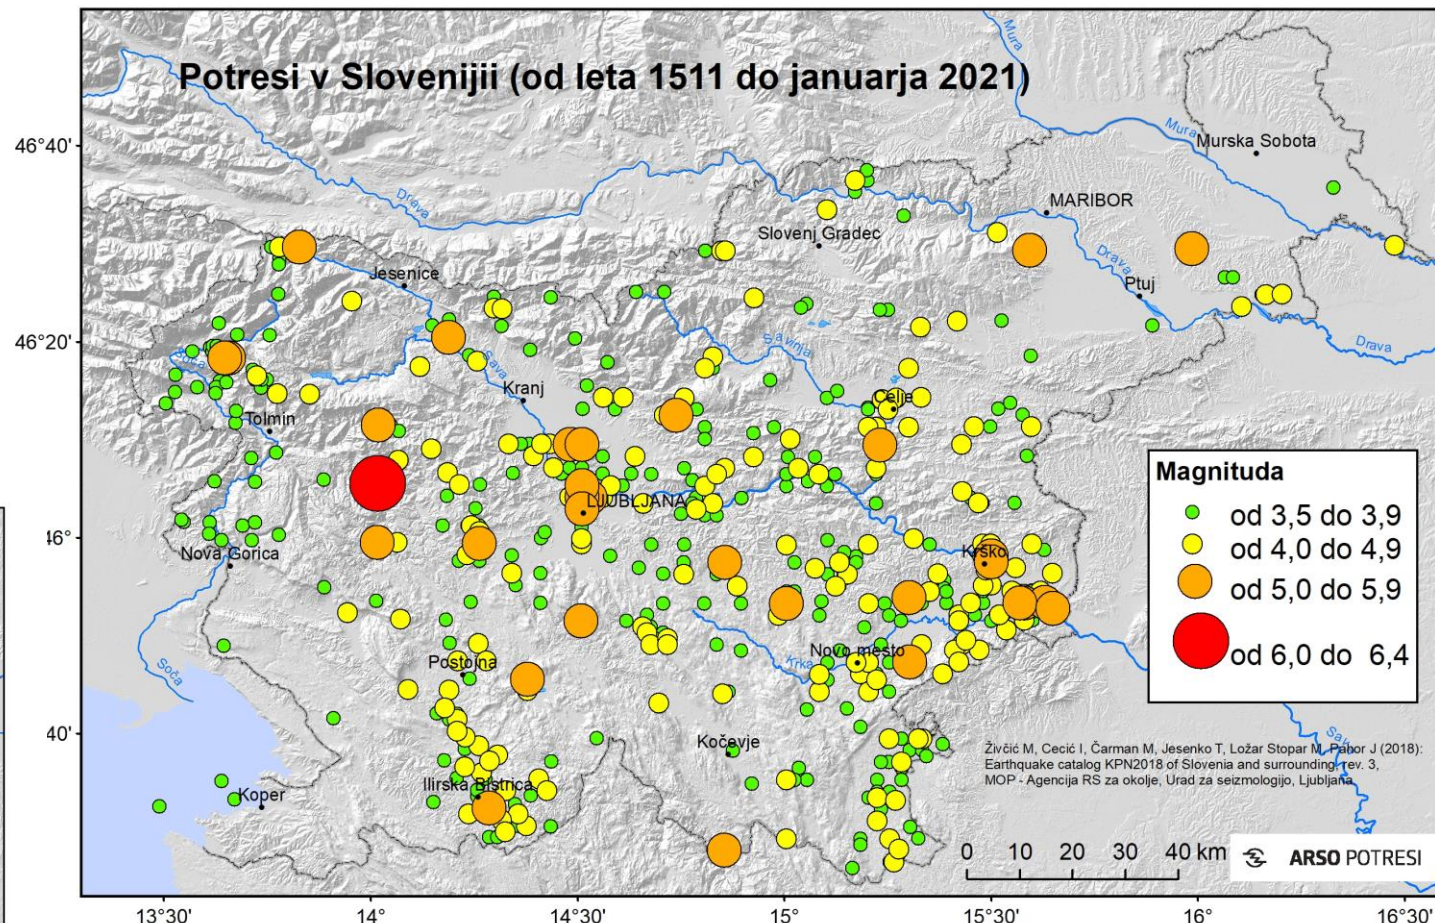 Potresi v Slovenijii (od leta 1511 do januarja 2021)
Mura
Mura
46°40'
Murska Sobota
Drava
MARIBOR
Slovenj Gradec
Jesenice
Drava
Ptuj
46°20'
Soča
Savinja
Drava
Sava
Kranj
Celje
Tolmin
Magnituda
od 3,5 do 3,9
od 4,0 do 4,9
od 5,0 do 5,9
od 6,0 do 6,4
LJUBLJANA
46°
Nova Gorica
Krško
Krka
Novo mesto
Postojna
Soča
40'
Kočevje
Sava
Živčić M, Cecić I, Čarman M, Jesenko T, Ložar Stopar M, Pahor J (2018):
Earthquake catalog KPN2018 of Slovenia and surrounding, rev. 3,
MOP - Agencija RS za okolje, Urad za seizmologijo, Ljubljana.
Ilirska Bistrica
Koper
0 10 20 30 40 km
ARSO POTRESI
13°30' 14° 14°30' 15° 15°30' 16° 16°30'